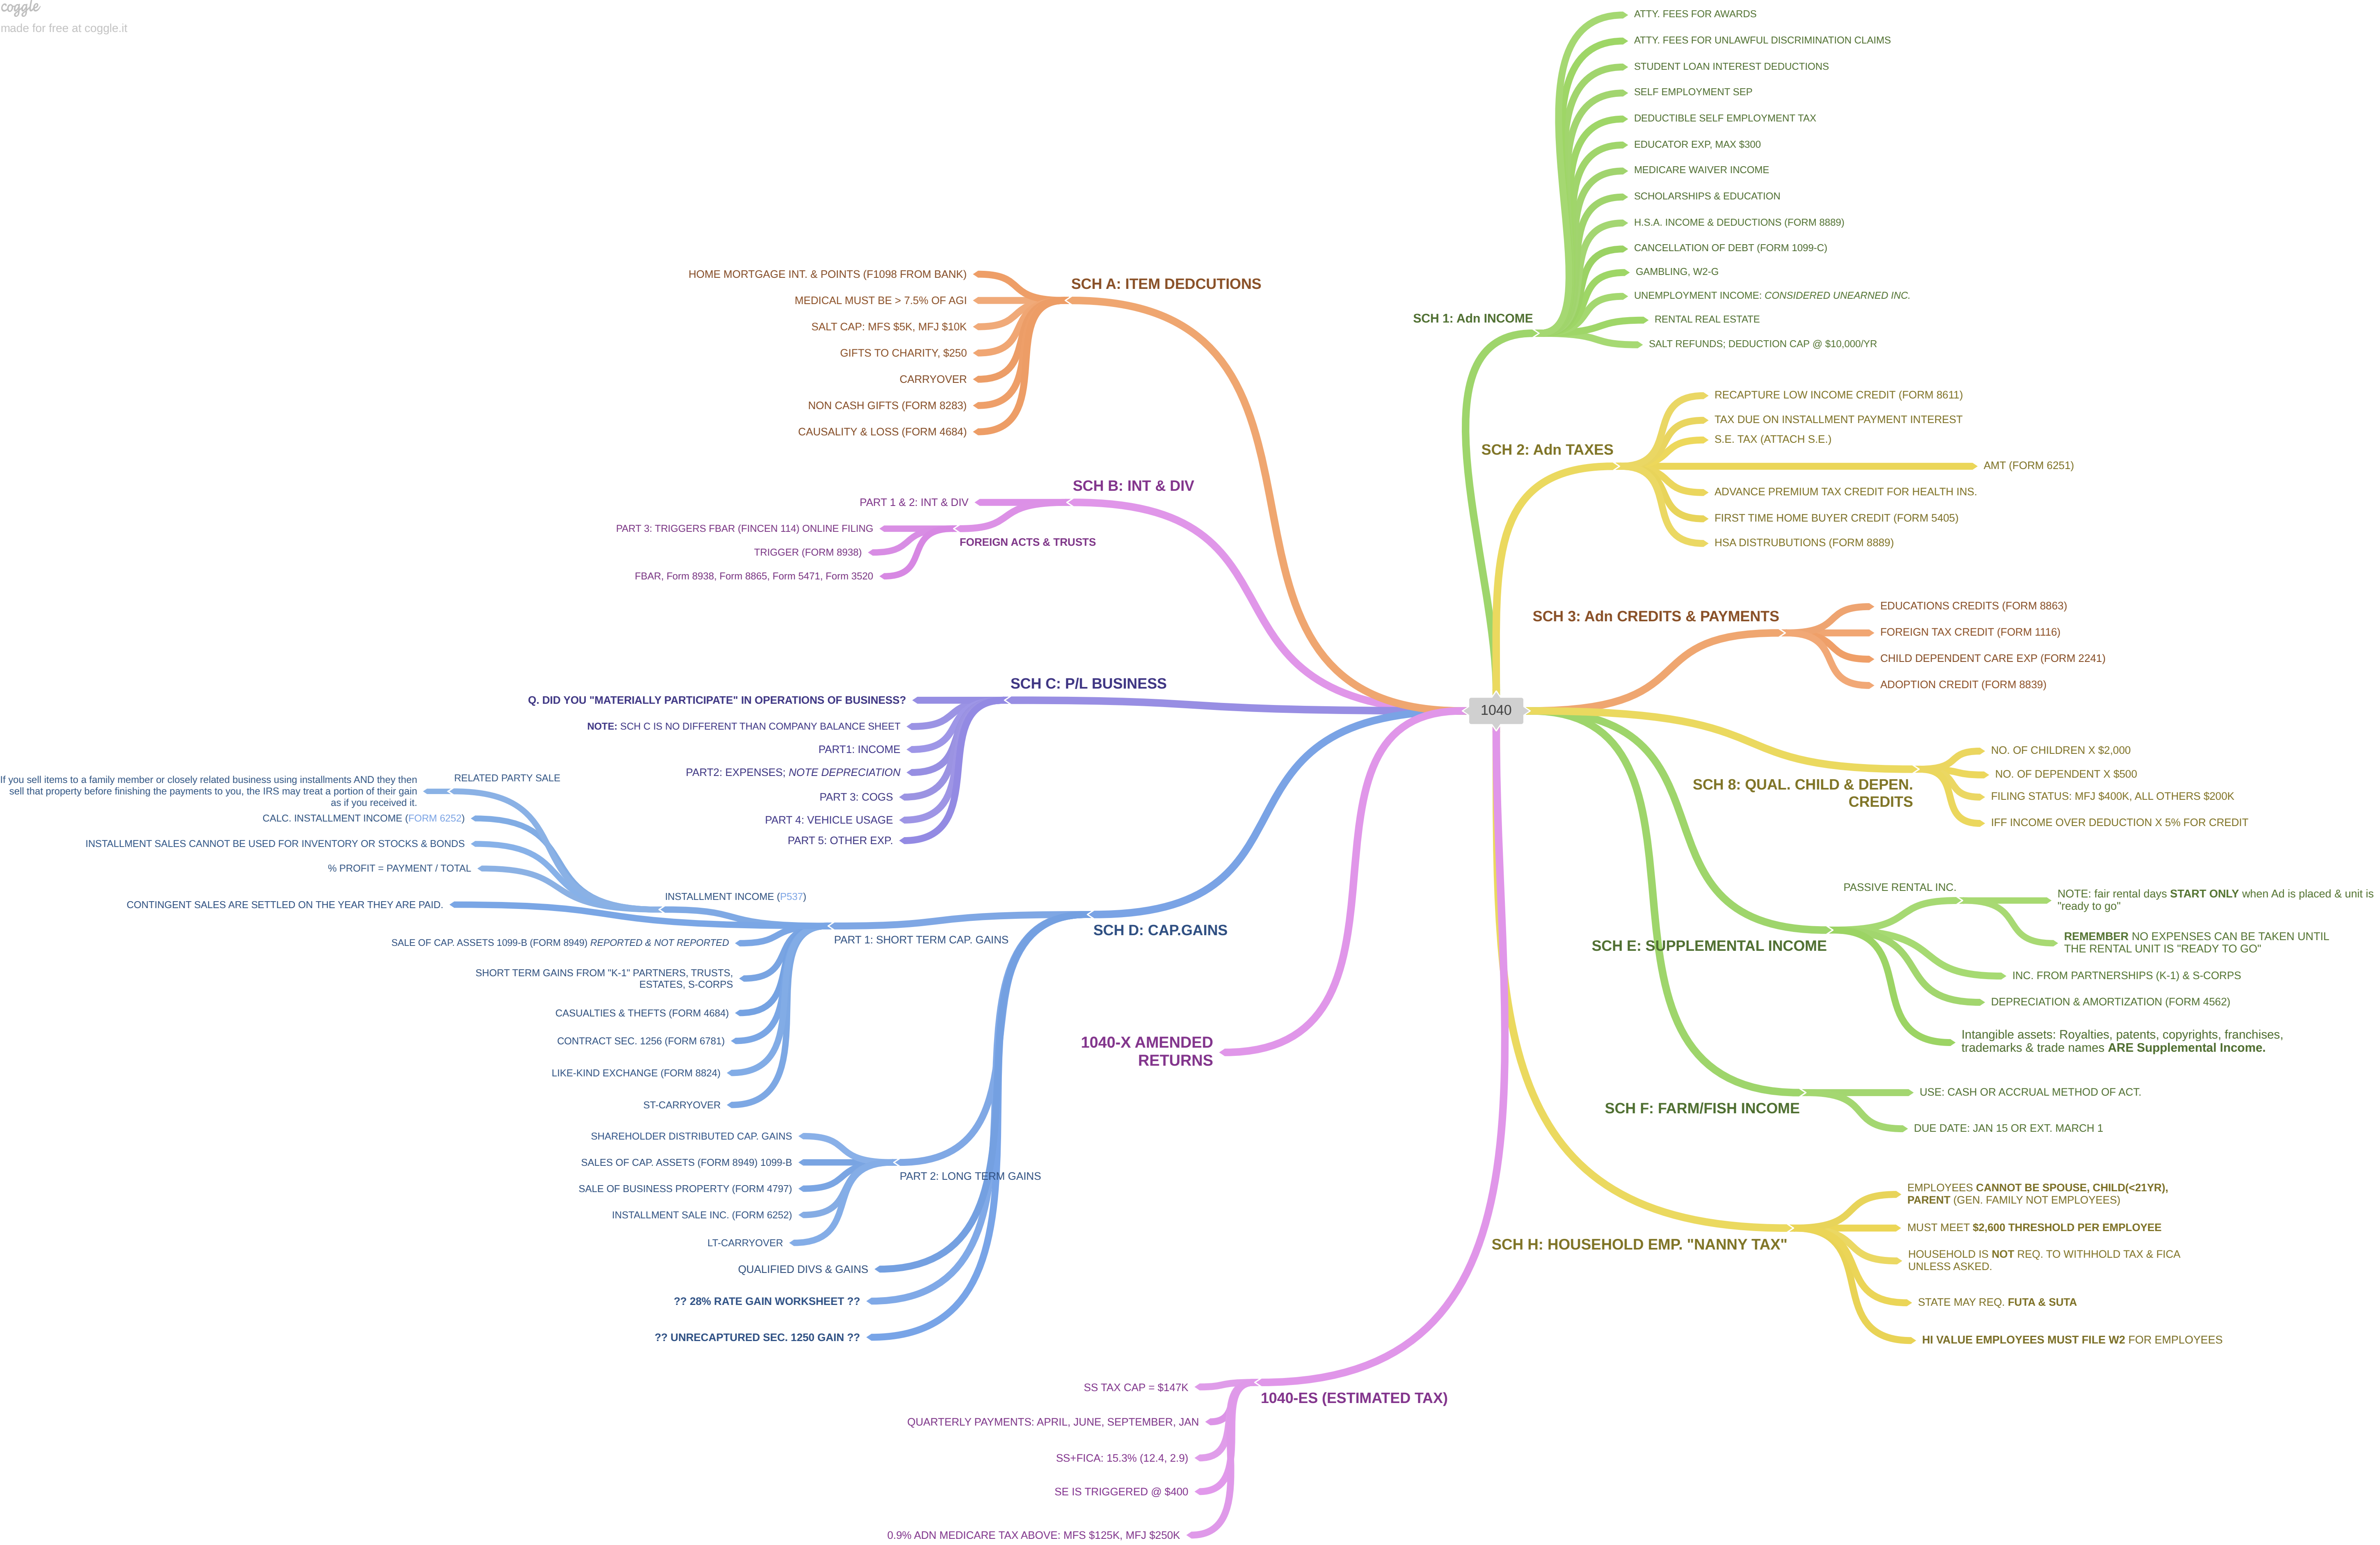 coggle
made for free at coggle.it
1040
SCH 1: Adn INCOME
ATTY. FEES FOR AWARDS
ATTY. FEES FOR UNLAWFUL DISCRIMINATION CLAIMS
STUDENT LOAN INTEREST DEDUCTIONS
SELF EMPLOYMENT SEP
DEDUCTIBLE SELF EMPLOYMENT TAX
EDUCATOR EXP, MAX $300
MEDICARE WAIVER INCOME
SCHOLARSHIPS & EDUCATION
H.S.A. INCOME & DEDUCTIONS (FORM 8889)
CANCELLATION OF DEBT (FORM 1099-C)
GAMBLING, W2-G
UNEMPLOYMENT INCOME: CONSIDERED UNEARNED INC.
RENTAL REAL ESTATE
SALT REFUNDS; DEDUCTION CAP @ $10,000/YR
SCH 2: Adn TAXES
RECAPTURE LOW INCOME CREDIT (FORM 8611)
TAX DUE ON INSTALLMENT PAYMENT INTEREST
S.E. TAX (ATTACH S.E.)
AMT (FORM 6251)
ADVANCE PREMIUM TAX CREDIT FOR HEALTH INS.
FIRST TIME HOME BUYER CREDIT (FORM 5405)
HSA DISTRUBUTIONS (FORM 8889)
SCH 3: Adn CREDITS & PAYMENTS
EDUCATIONS CREDITS (FORM 8863)
FOREIGN TAX CREDIT (FORM 1116)
CHILD DEPENDENT CARE EXP (FORM 2241)
ADOPTION CREDIT (FORM 8839)
SCH 8: QUAL. CHILD & DEPEN.
CREDITS
NO. OF CHILDREN X $2,000
NO. OF DEPENDENT X $500
FILING STATUS: MFJ $400K, ALL OTHERS $200K
IFF INCOME OVER DEDUCTION X 5% FOR CREDIT
SCH E: SUPPLEMENTAL INCOME
PASSIVE RENTAL INC.
NOTE: fair rental days START ONLY when Ad is placed & unit is
"ready to go"
REMEMBER NO EXPENSES CAN BE TAKEN UNTIL
THE RENTAL UNIT IS "READY TO GO"
INC. FROM PARTNERSHIPS (K-1) & S-CORPS
DEPRECIATION & AMORTIZATION (FORM 4562)
Intangible assets: Royalties, patents, copyrights, franchises,
trademarks & trade names ARE Supplemental Income.
SCH F: FARM/FISH INCOME
USE: CASH OR ACCRUAL METHOD OF ACT.
DUE DATE: JAN 15 OR EXT. MARCH 1
SCH H: HOUSEHOLD EMP. "NANNY TAX"
EMPLOYEES CANNOT BE SPOUSE, CHILD(<21YR),
PARENT (GEN. FAMILY NOT EMPLOYEES)
MUST MEET $2,600 THRESHOLD PER EMPLOYEE
HOUSEHOLD IS NOT REQ. TO WITHHOLD TAX & FICA
UNLESS ASKED.
STATE MAY REQ. FUTA & SUTA
HI VALUE EMPLOYEES MUST FILE W2 FOR EMPLOYEES
SCH A: ITEM DEDCUTIONS
HOME MORTGAGE INT. & POINTS (F1098 FROM BANK)
MEDICAL MUST BE > 7.5% OF AGI
SALT CAP: MFS $5K, MFJ $10K
GIFTS TO CHARITY, $250
CARRYOVER
NON CASH GIFTS (FORM 8283)
CAUSALITY & LOSS (FORM 4684)
SCH B: INT & DIV
PART 1 & 2: INT & DIV
FOREIGN ACTS & TRUSTS
PART 3: TRIGGERS FBAR (FINCEN 114) ONLINE FILING
TRIGGER (FORM 8938)
FBAR, Form 8938, Form 8865, Form 5471, Form 3520
SCH C: P/L BUSINESS
Q. DID YOU "MATERIALLY PARTICIPATE" IN OPERATIONS OF BUSINESS?
NOTE: SCH C IS NO DIFFERENT THAN COMPANY BALANCE SHEET
PART1: INCOME
PART2: EXPENSES; NOTE DEPRECIATION
PART 3: COGS
PART 4: VEHICLE USAGE
PART 5: OTHER EXP.
SCH D: CAP.GAINS
PART 1: SHORT TERM CAP. GAINS
INSTALLMENT INCOME (P537)
RELATED PARTY SALE
If you sell items to a family member or closely related business using installments AND they then
sell that property before finishing the payments to you, the IRS may treat a portion of their gain
as if you received it.
CALC. INSTALLMENT INCOME (FORM 6252)
INSTALLMENT SALES CANNOT BE USED FOR INVENTORY OR STOCKS & BONDS
% PROFIT = PAYMENT / TOTAL
CONTINGENT SALES ARE SETTLED ON THE YEAR THEY ARE PAID.
SALE OF CAP. ASSETS 1099-B (FORM 8949) REPORTED & NOT REPORTED
SHORT TERM GAINS FROM "K-1" PARTNERS, TRUSTS,
ESTATES, S-CORPS
CASUALTIES & THEFTS (FORM 4684)
CONTRACT SEC. 1256 (FORM 6781)
LIKE-KIND EXCHANGE (FORM 8824)
ST-CARRYOVER
PART 2: LONG TERM GAINS
SHAREHOLDER DISTRIBUTED CAP. GAINS
SALES OF CAP. ASSETS (FORM 8949) 1099-B
SALE OF BUSINESS PROPERTY (FORM 4797)
INSTALLMENT SALE INC. (FORM 6252)
LT-CARRYOVER
QUALIFIED DIVS & GAINS
?? 28% RATE GAIN WORKSHEET ??
?? UNRECAPTURED SEC. 1250 GAIN ??
1040-X AMENDED
RETURNS
1040-ES (ESTIMATED TAX)
SS TAX CAP = $147K
QUARTERLY PAYMENTS: APRIL, JUNE, SEPTEMBER, JAN
SS+FICA: 15.3% (12.4, 2.9)
SE IS TRIGGERED @ $400
0.9% ADN MEDICARE TAX ABOVE: MFS $125K, MFJ $250K